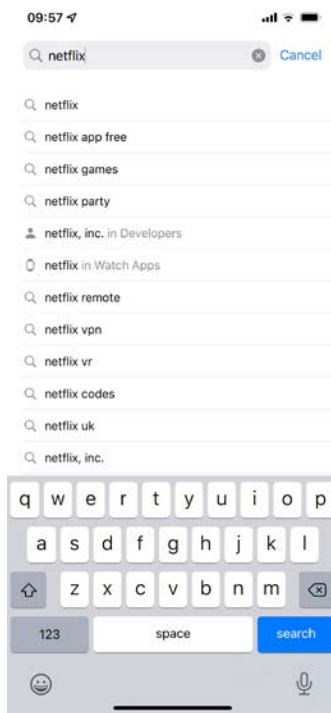 09:57
netflix
Cancel
netflix
netflix app free
netflix games
netflix party
netflix, inc. in Developers
netflix in Watch Apps
netflix remote
netflix vpn
netflix vr
netflix codes
netflix uk
netflix, inc.
q w e r t y u i o p
a s d f g h j k l
z x c v b n m
123 space search